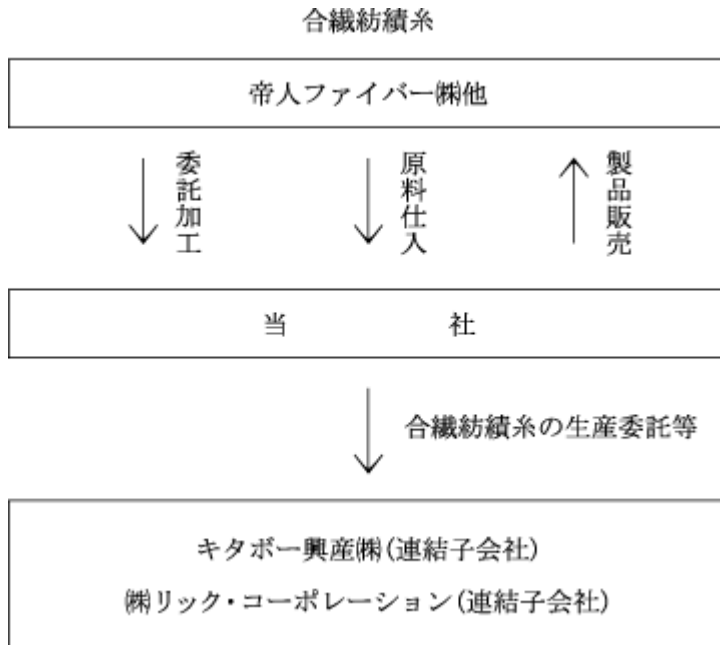 合繊紡績糸
帝人ファイバー㈱他
委託加工
原料仕入
製品販売
当　　　社
合繊紡績糸の生産委託等
キタボー興産㈱(連結子会社)
㈱リック・コーポレーション(連結子会社)